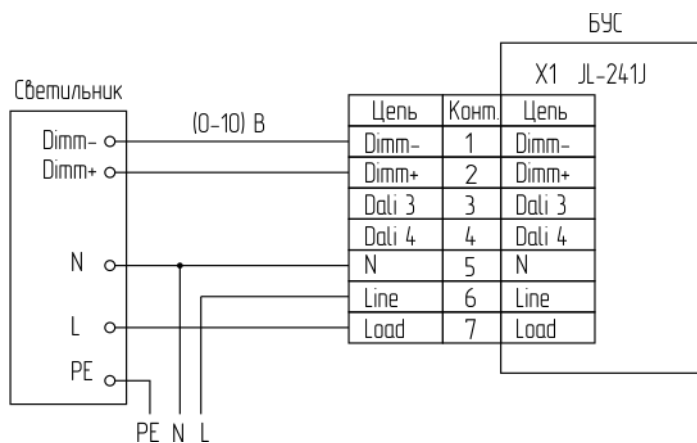 БУС
X1 JL-241J
Светильник
(0-10) В
Цепь Конт. Цепь
Dimm- Dimm- 1 Dimm-
Dimm+ Dimm+ 2 Dimm+
Dali 3 3 Dali 3
Dali 4 4 Dali 4
N N 5 N
Line 6 Line
L Load 7 Load
PE
PE N L